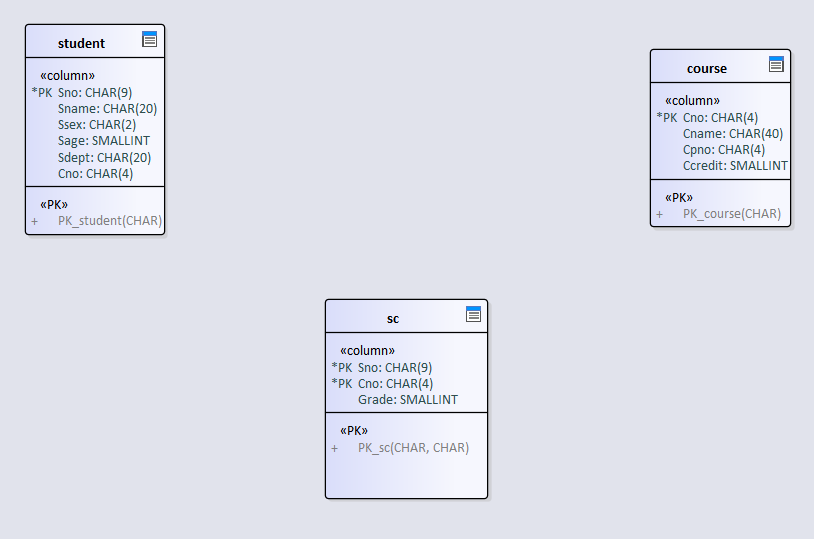 student
«column»
*PK Sno: CHAR(9)
Sname: CHAR(20)
Ssex: CHAR(2)
Sage: SMALLINT
Sdept: CHAR(20)
Cno: CHAR(4)
«PK»
+ PK_student(CHAR)
course
«column»
*PK Cno: CHAR(4)
Cname: CHAR(40)
Cpno: CHAR(4)
Ccredit: SMALLINT
«PK»
+ PK_course(CHAR)
sc
«column»
*PK Sno: CHAR(9)
*PK Cno: CHAR(4)
Grade: SMALLINT
«PK»
+ PK_sc(CHAR, CHAR)